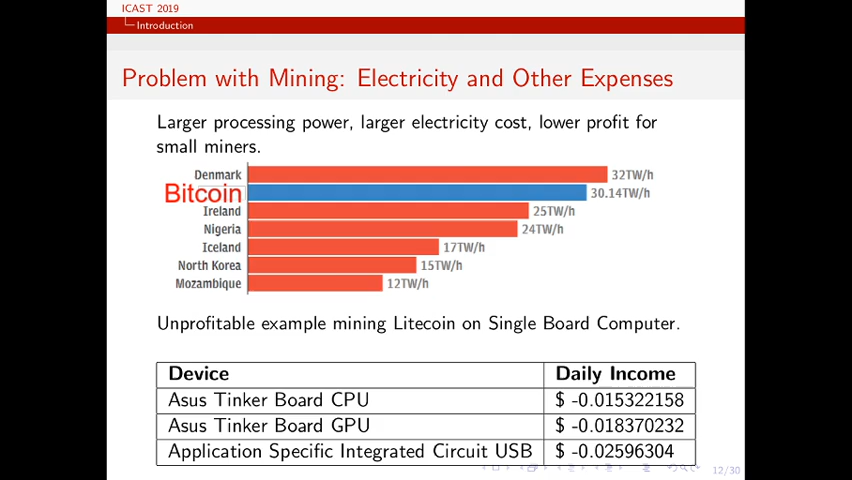 ICAST 2019
Introduction
Problem with Mining: Electricity and Other Expenses
Larger processing power, larger electricity cost, lower profit for
small miners.
Denmark 32TW/h
Bitcoin 30.14TW/h
Ireland 25TW/h
Nigeria 24TW/h
Iceland 17TW/h
North Korea 15TW/h
Mozambique 12TW/h
Unprofitable example mining Litecoin on Single Board Computer.
Device Daily Income
Asus Tinker Board CPU $ -0.015322158
Asus Tinker Board GPU $ -0.018370232
Application Specific Integrated Circuit USB $ -0.02596304
12/30